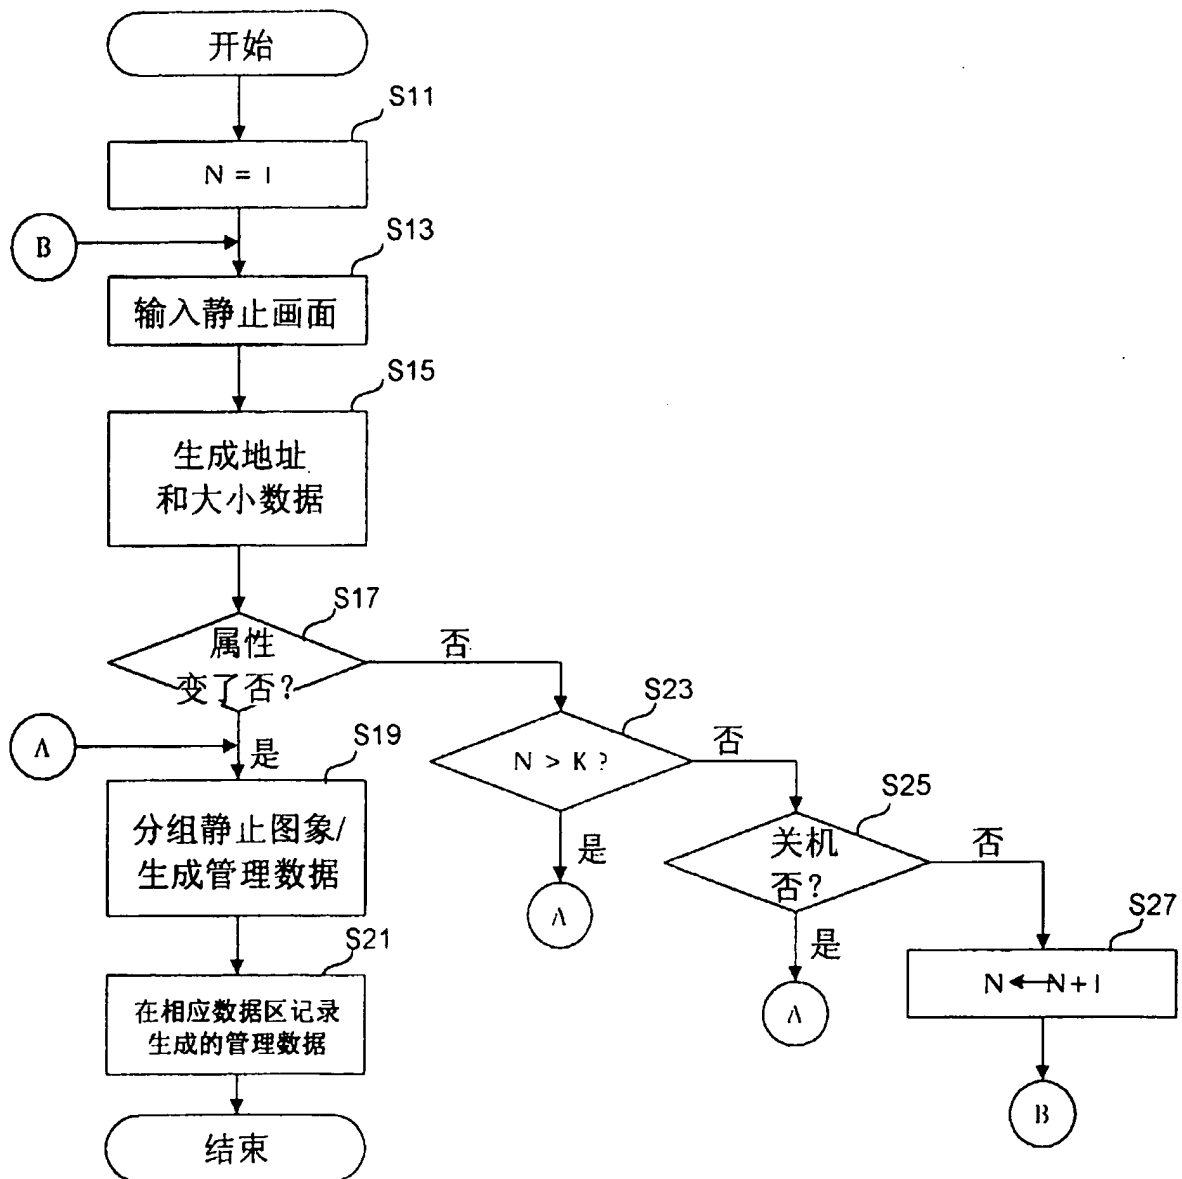 开始
S11
N = 1
B
S13
输入静止画面
S15
生成地址
和大小数据
S17
属性
变了否?
否
S23
N > K ?
否
S25
关机
否?
否
A
是
S19
分组静止图象/
生成管理数据
是
A
是
A
S27
N←N+1
B
S21
在相应数据区记录
生成的管理数据
结束